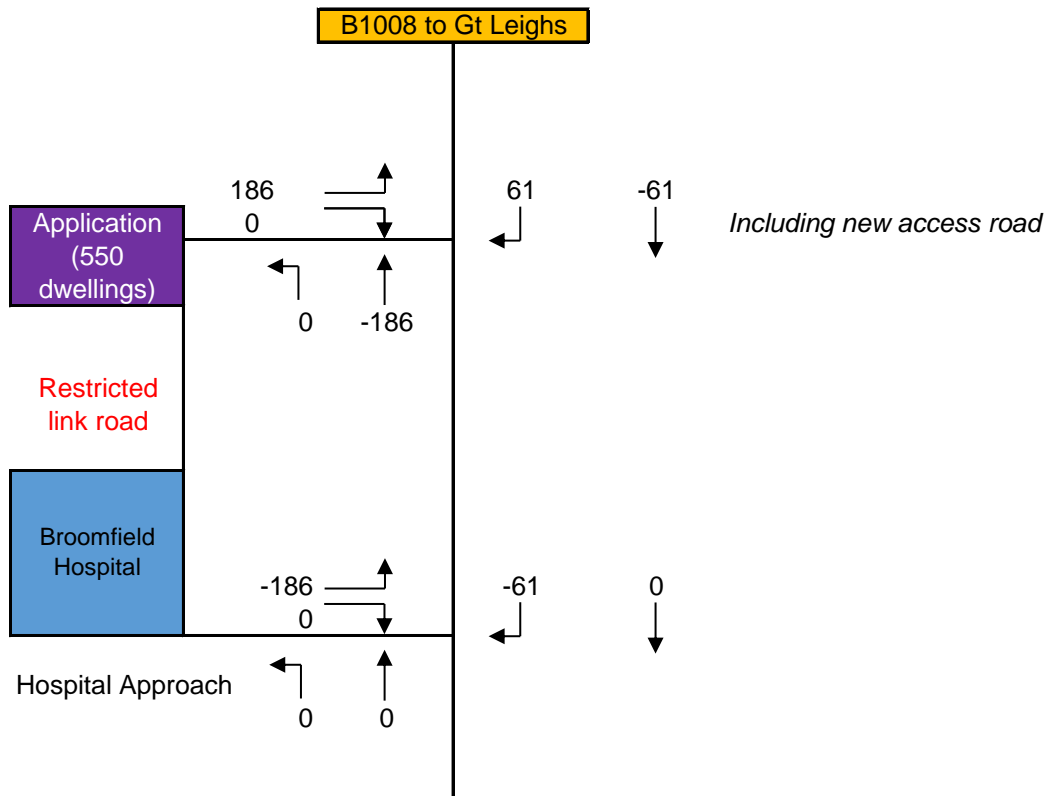 B1008 to Gt Leighs
186
0
61
-61
Including new access road
Application
(550
dwellings)
0
-186
Restricted
link road
Broomfield
Hospital
-186
0
-61
0
Hospital Approach
0
0